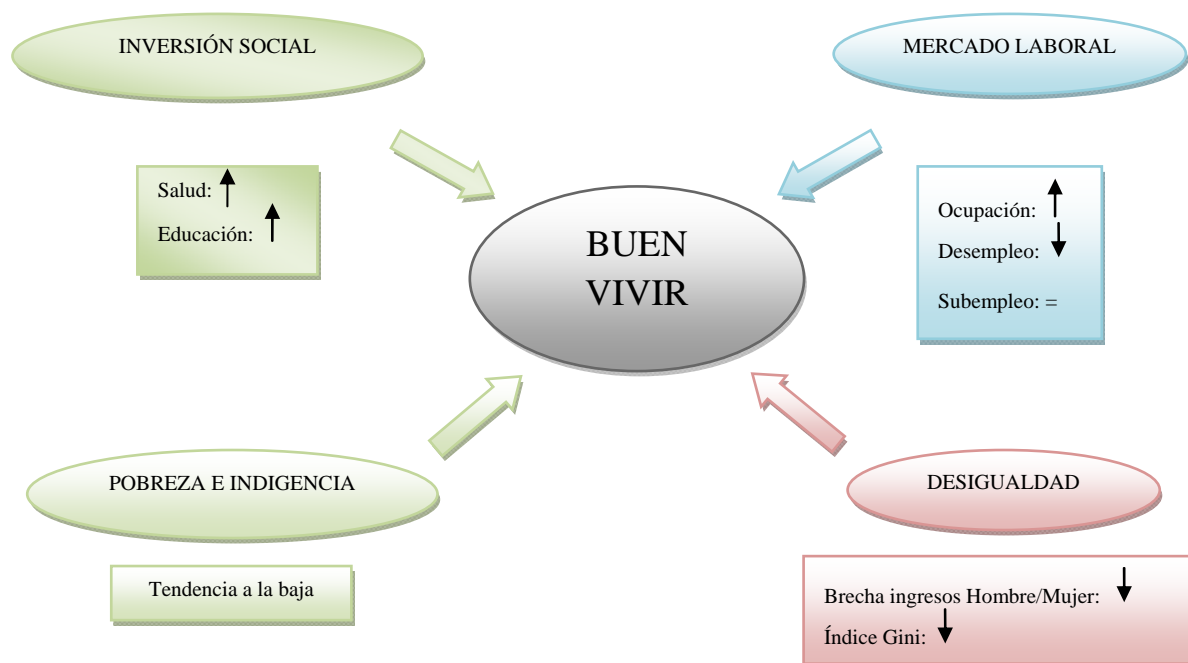 INVERSIÓN SOCIAL
Salud:
Educación:
MERCADO LABORAL
Ocupación:
Desempleo:
Subempleo: =
BUEN
VIVIR
POBREZA E INDIGENCIA
Tendencia a la baja
DESIGUALDAD
Brecha ingresos Hombre/Mujer:
Índice Gini: